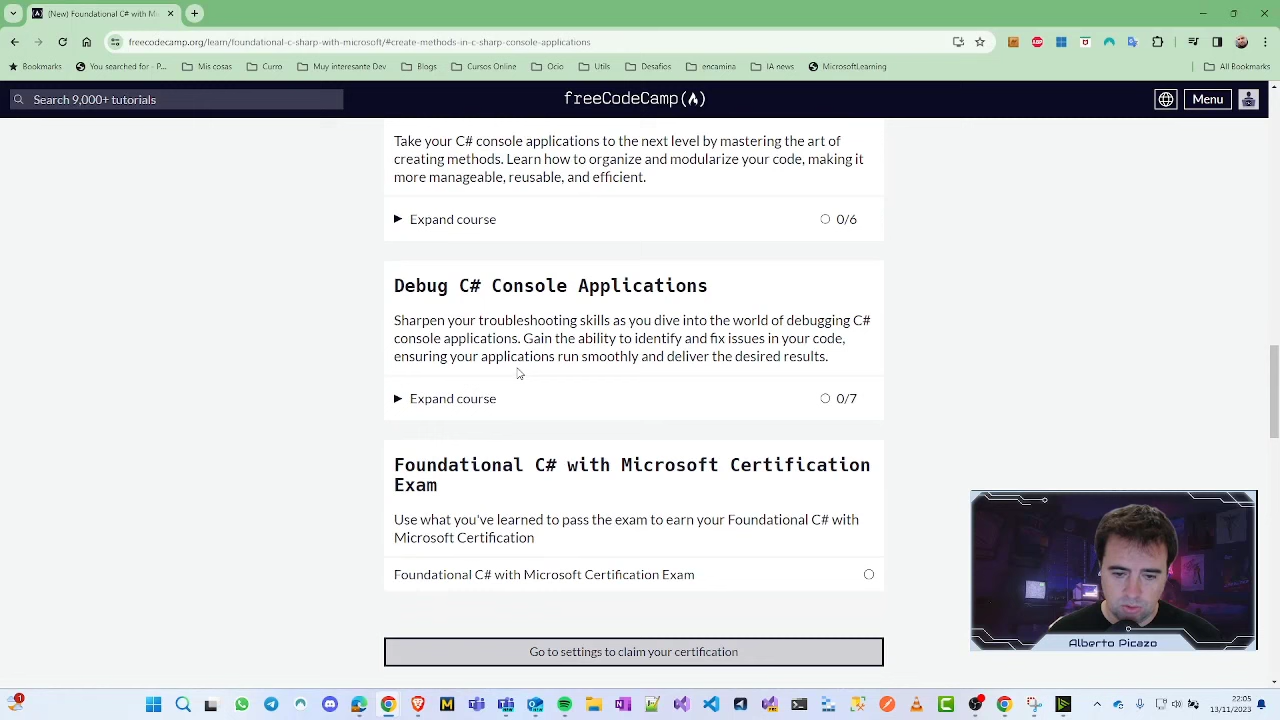 (New) Foundational C# with Mi
freecodecamp.org/learn/foundational-c-sharp-with-microsoft/#create-methods-in-c-sharp-console-applications
Bookmarks
You searched for - P...
Mis cosas
Curro
Muy interesante Dev
Blogs
Cursos Online
Ocio
Utils
Desafios
encamina
IA news
MicrosoftLearning
All Bookmarks
Search 9,000+ tutorials
freeCodeCamp
Menu
Take your C# console applications to the next level by mastering the art of
creating methods. Learn how to organize and modularize your code, making it
more manageable, reusable, and efficient.
Expand course
0/6
Debug C# Console Applications
Sharpen your troubleshooting skills as you dive into the world of debugging C#
console applications. Gain the ability to identify and fix issues in your code,
ensuring your applications run smoothly and deliver the desired results.
Expand course
0/7
Foundational C# with Microsoft Certification
Exam
Use what you've learned to pass the exam to earn your Foundational C# with
Microsoft Certification
Foundational C# with Microsoft Certification Exam
Go to settings to claim your certification
Alberto Picazo
22:05
13/11/2023